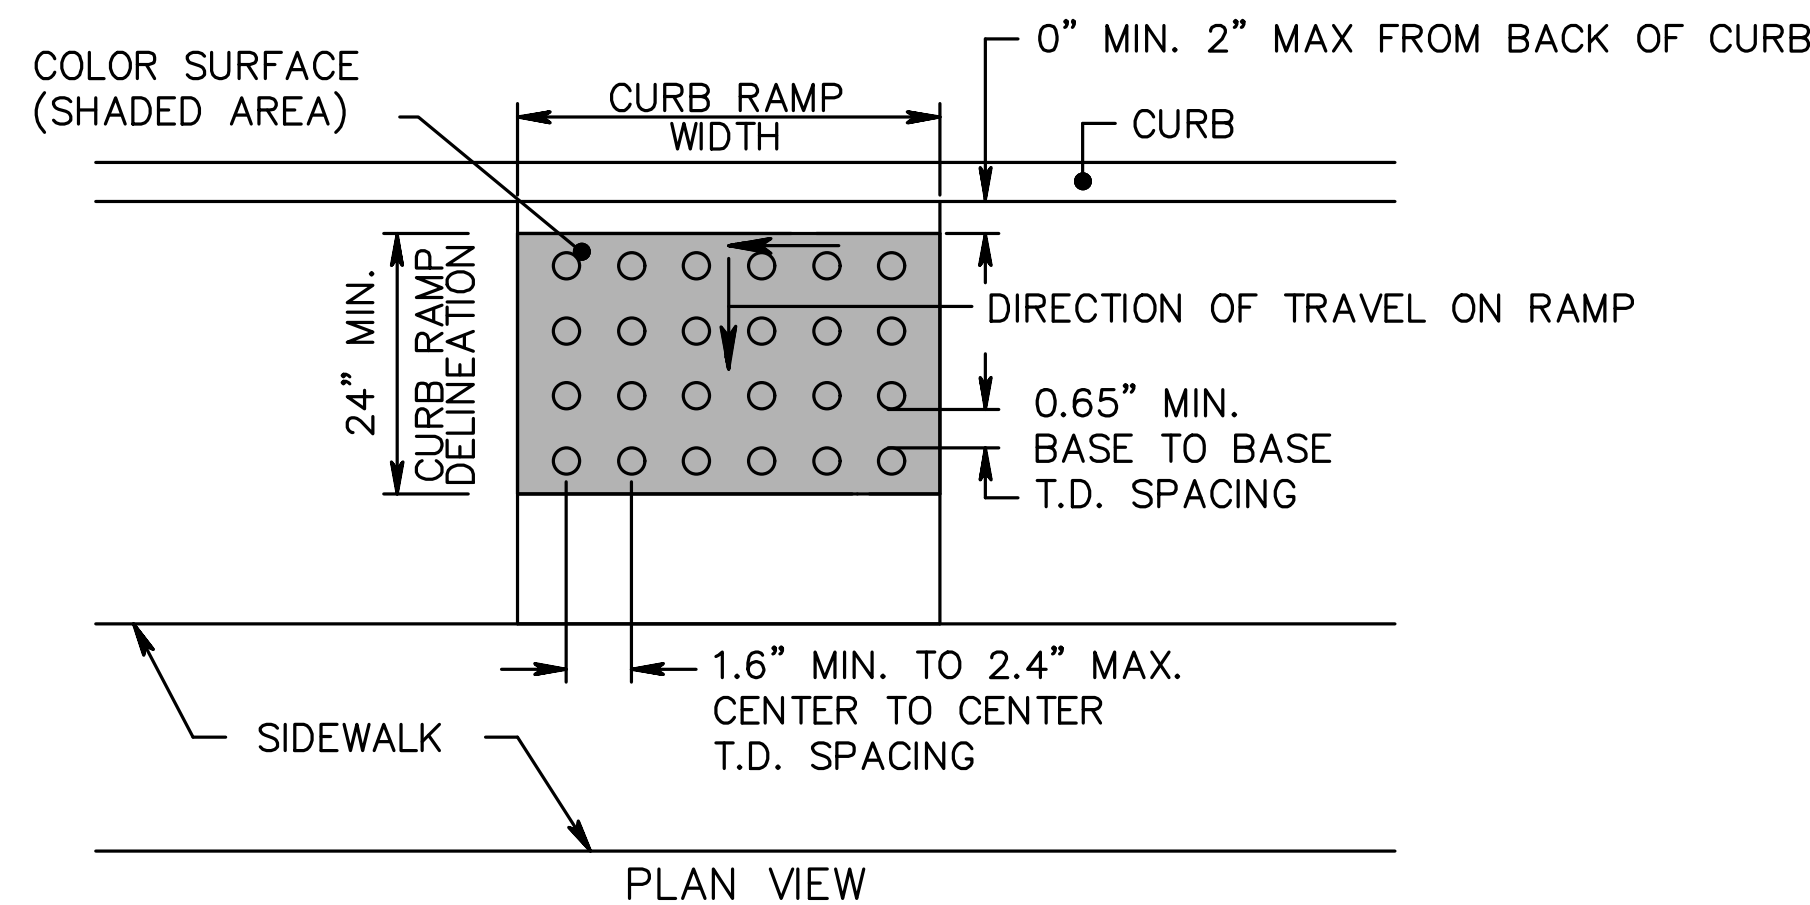 0” MIN. 2” MAX FROM BACK OF CURB
COLOR SURFACE
(SHADED AREA)
CURB RAMP
WIDTH
CURB
24” MIN.
CURB RAMP
DELINEATION
DIRECTION OF TRAVEL ON RAMP
0.65” MIN.
BASE TO BASE
T.D. SPACING
1.6” MIN. TO 2.4” MAX.
CENTER TO CENTER
T.D. SPACING
SIDEWALK
PLAN VIEW